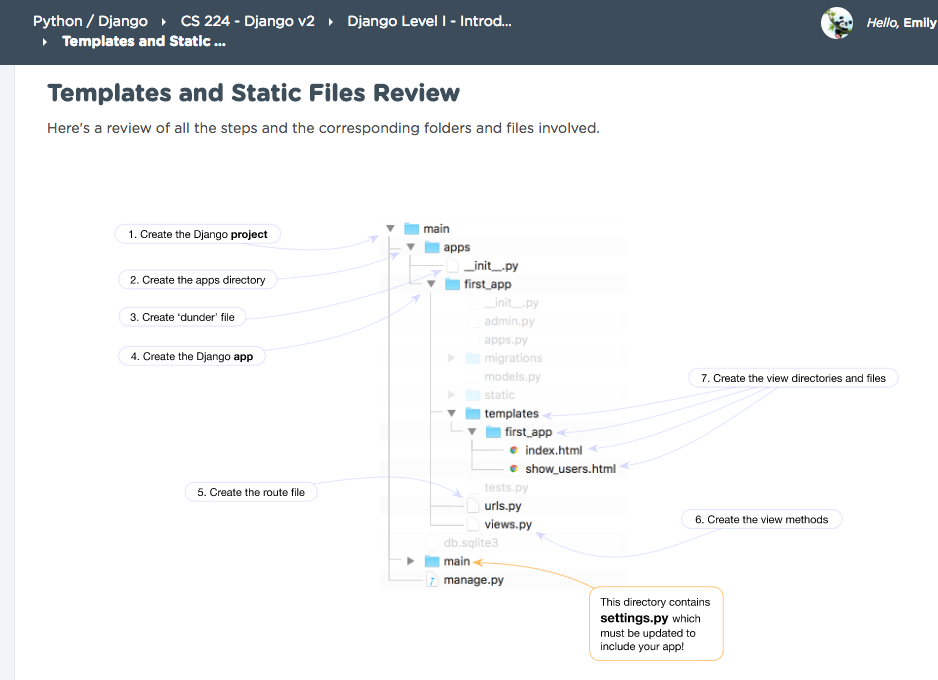 Python / Django ▸ CS 224 - Django v2 ▸ Django Level I - Introd...
▸ Templates and Static ...
Hello, Emily
Templates and Static Files Review
Here's a review of all the steps and the corresponding folders and files involved.
1. Create the Django project
2. Create the apps directory
3. Create ‘dunder’ file
4. Create the Django app
5. Create the route file
main
apps
__init__.py
first_app
__init__.py
admin.py
apps.py
migrations
models.py
static
templates
first_app
index.html
show_users.html
tests.py
urls.py
views.py
db.sqlite3
main
manage.py
7. Create the view directories and files
6. Create the view methods
This directory contains
settings.py which
must be updated to
include your app!